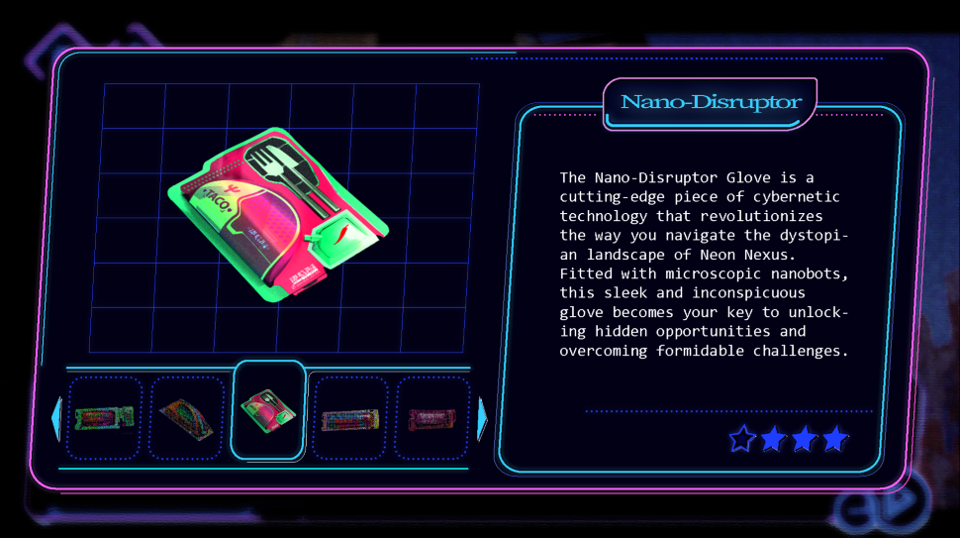 Nano-Disruptor
The Nano-Disruptor Glove is a
cutting-edge piece of cybernetic
technology that revolutionizes
the way you navigate the dystopi-
an landscape of Neon Nexus.
Fitted with microscopic nanobots,
this sleek and inconspicuous
glove becomes your key to unlock-
ing hidden opportunities and
overcoming formidable challenges.
TACO